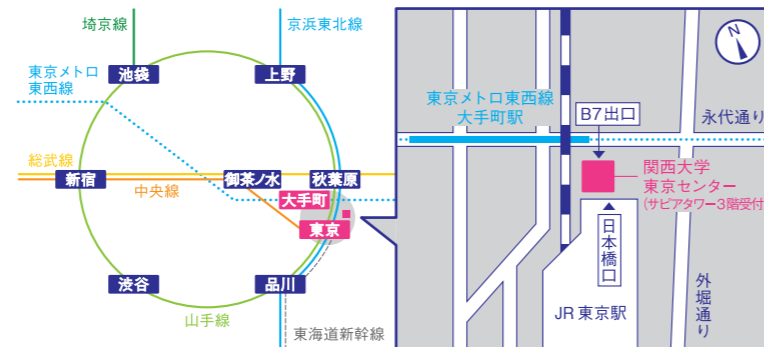 埼京線
京浜東北線
池袋
上野
東京メトロ
東西線
総武線
新宿
中央線
御茶ノ水
秋葉原
大手町
東京
渋谷
品川
山手線
東海道新幹線
N
東京メトロ東西線
大手町駅
B7出口
永代通り
関西大学
東京センター
(サピアタワー3階受付
日本橋口
JR 東京駅
外堀通り